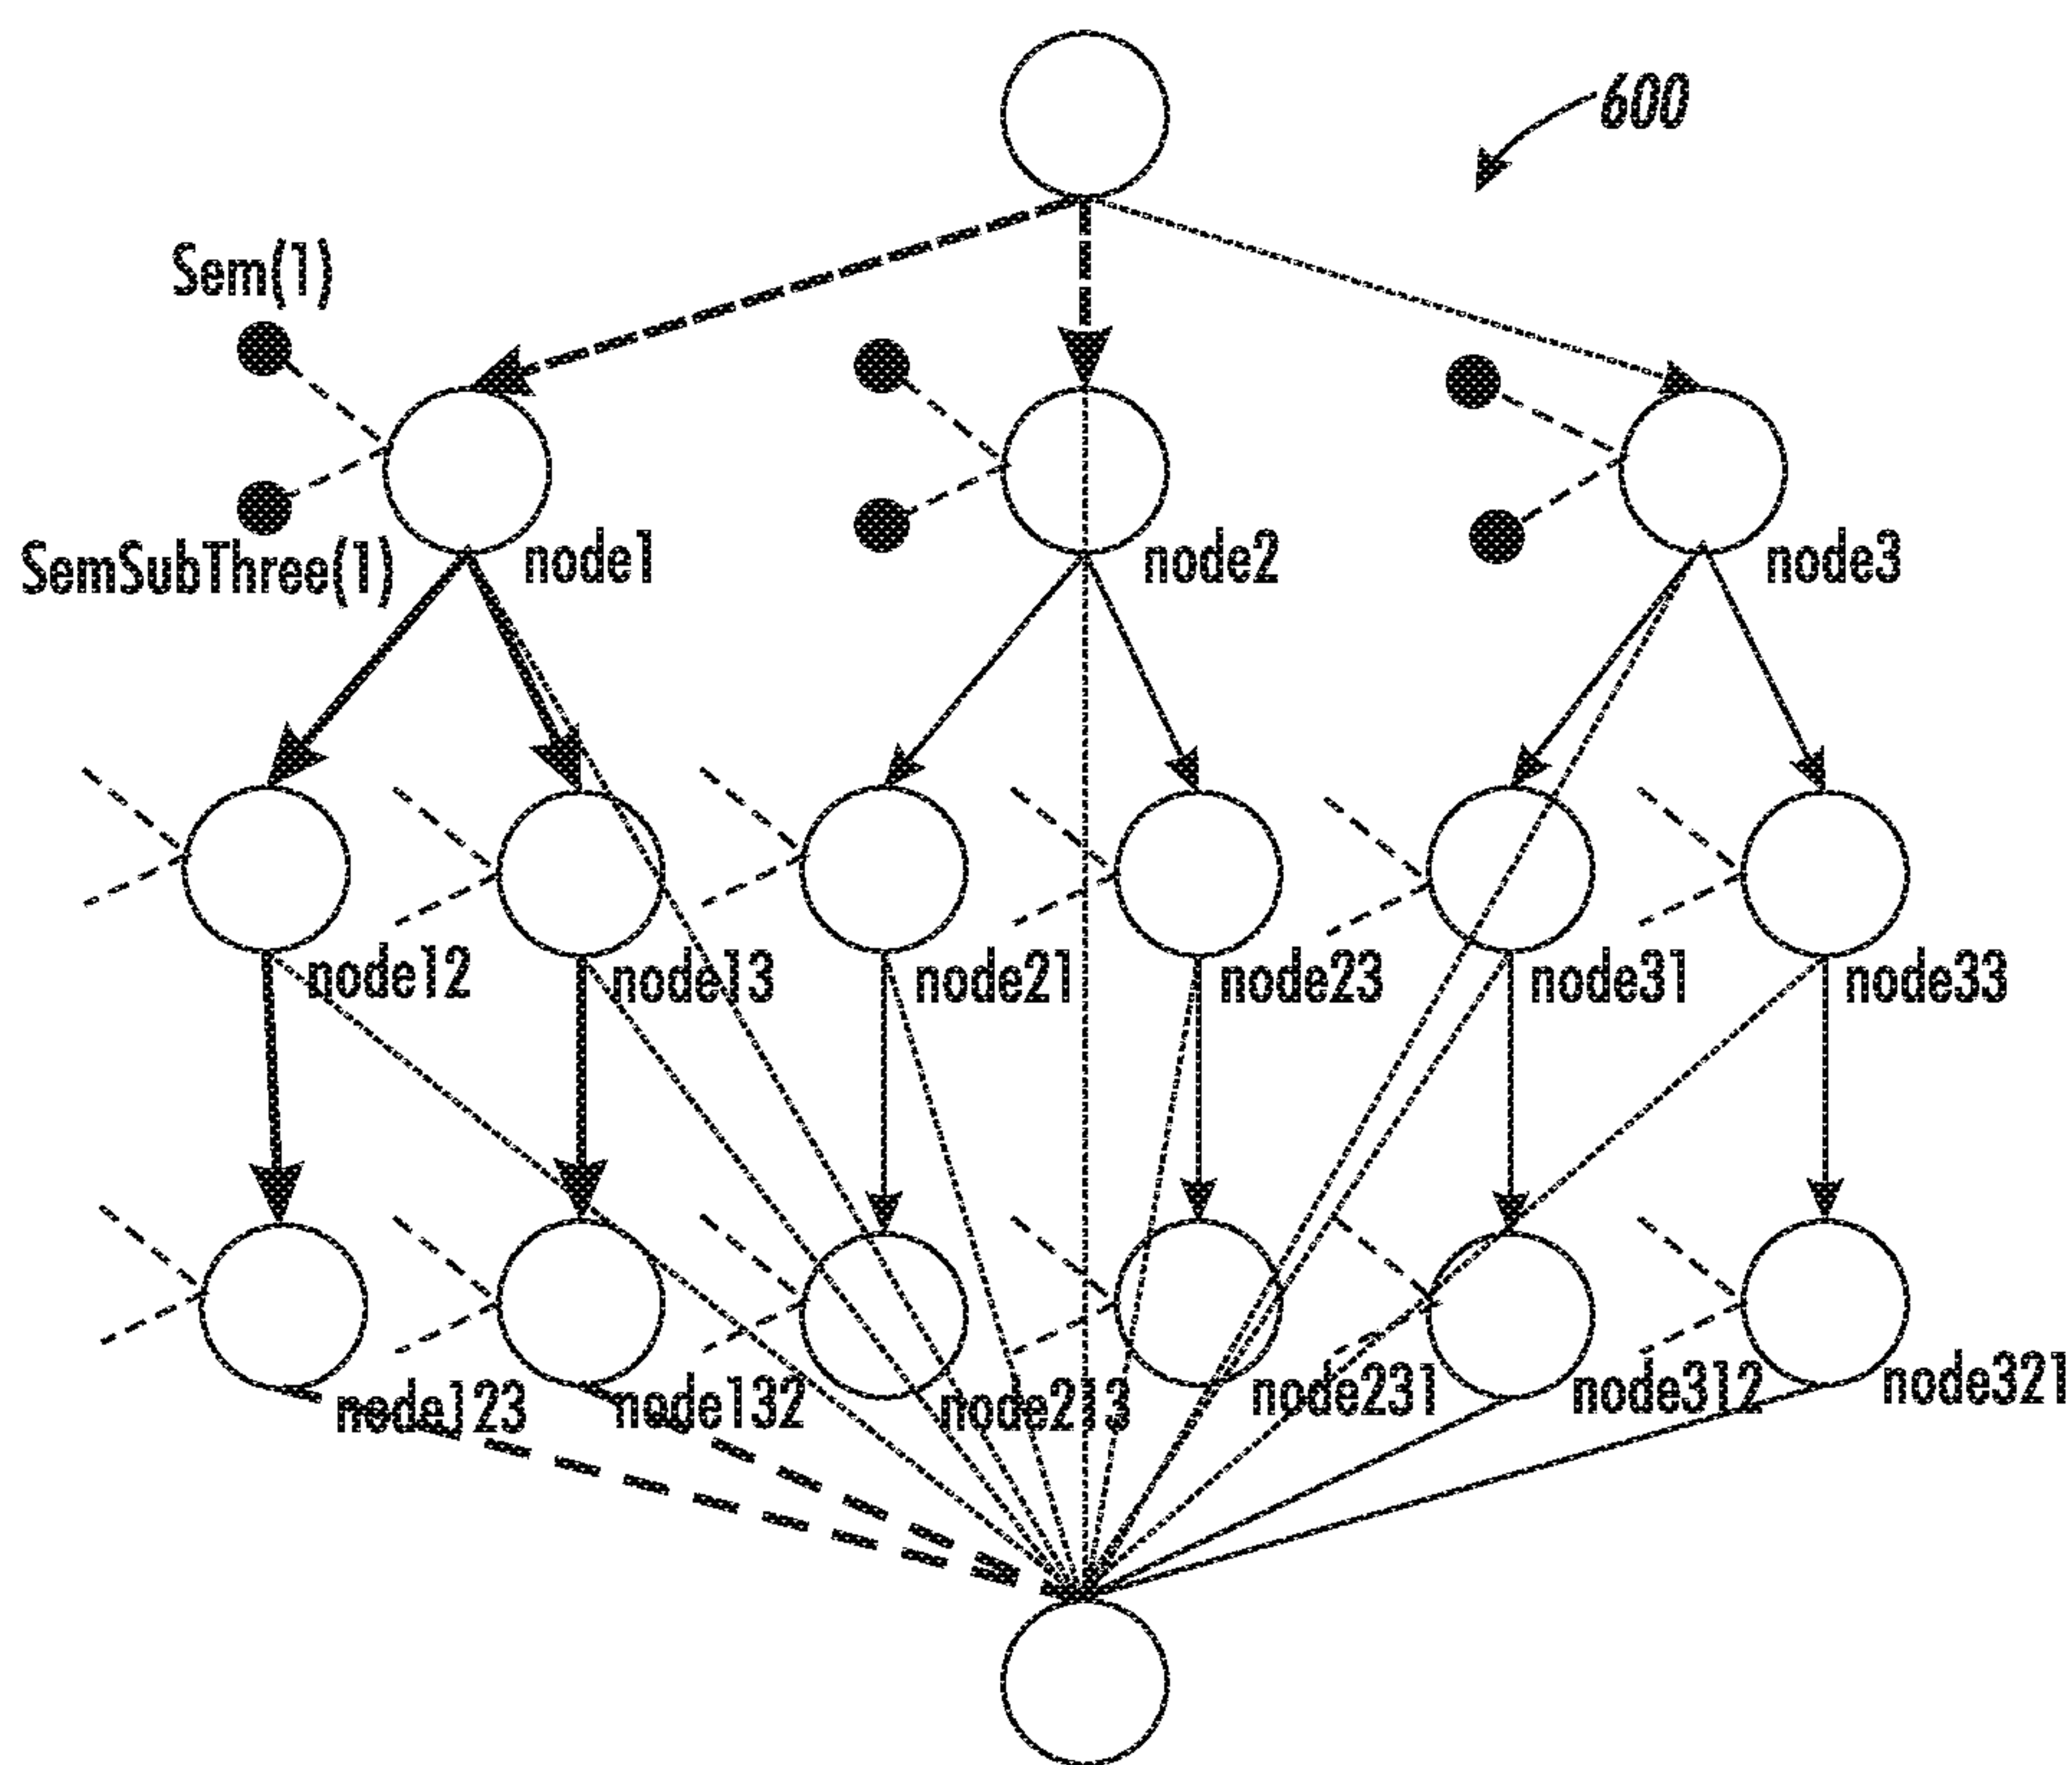 600
Sem(1)
SemSubThree(1)
node1
node2
node3
node12
node13
node21
node23
node31
node33
node123
node132
node213
node231
node312
node321